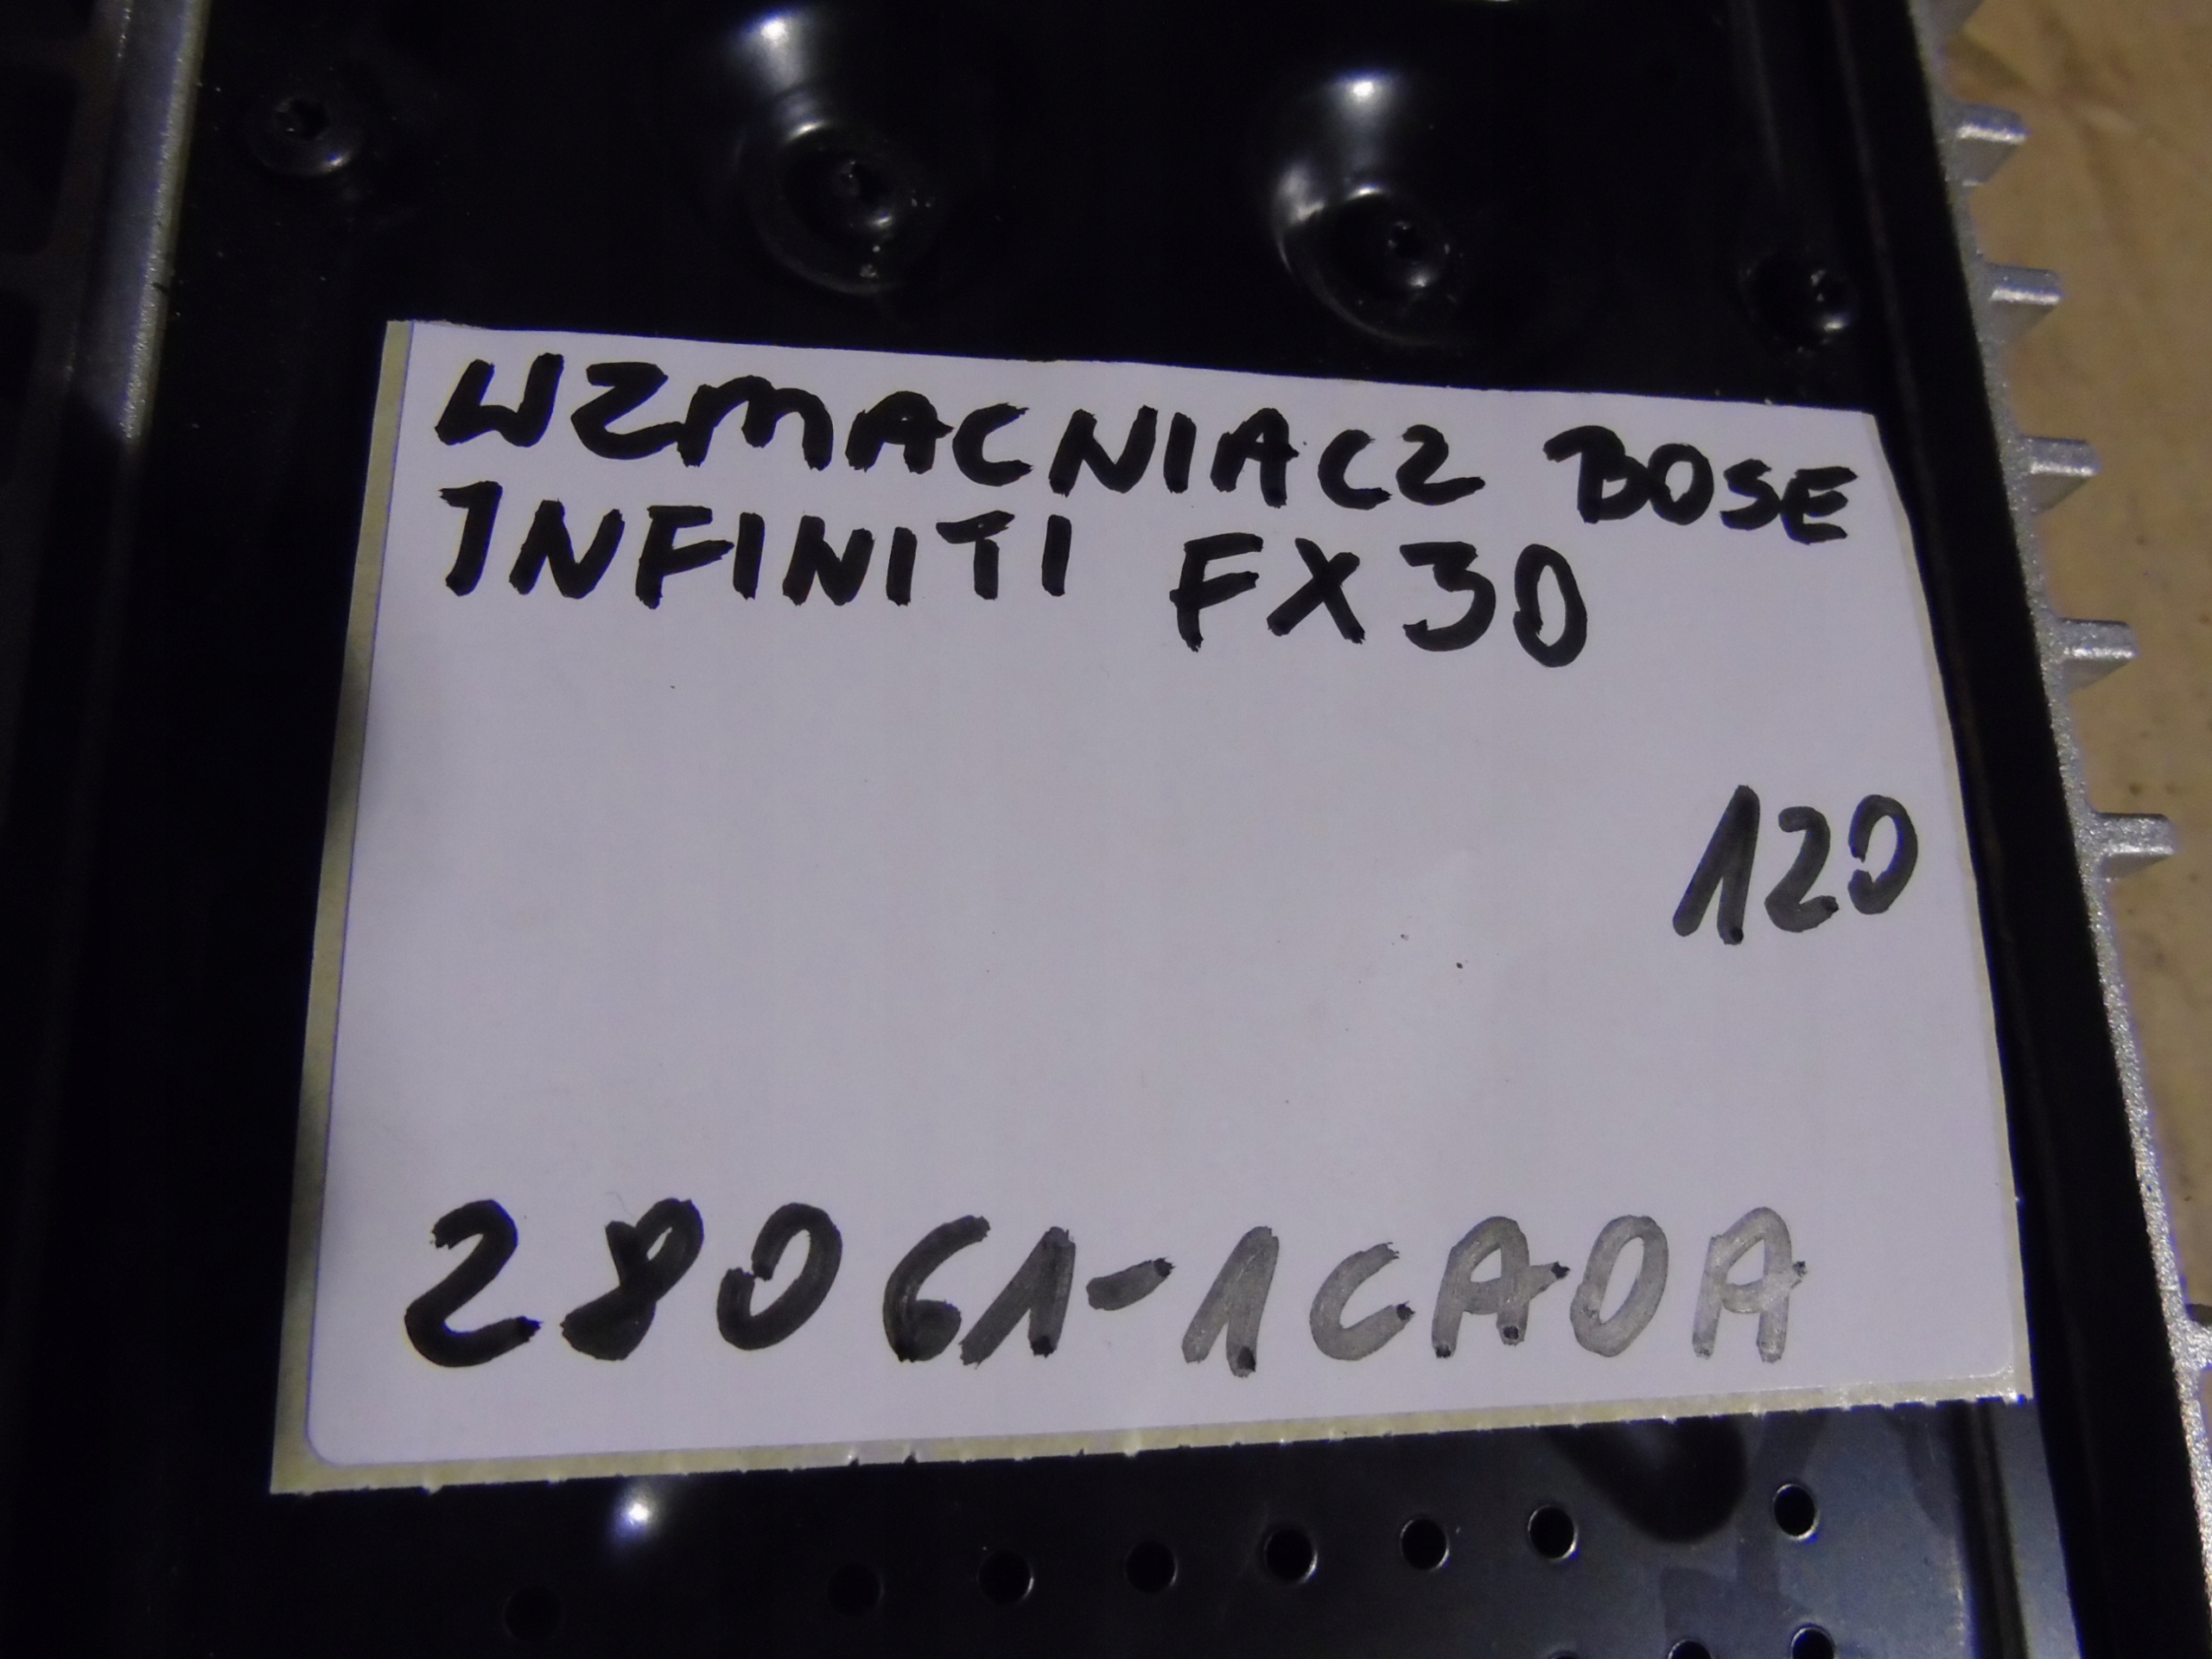 WZMACNIACZ BOSE
INFINITI FX30
120
28061-1CA0A